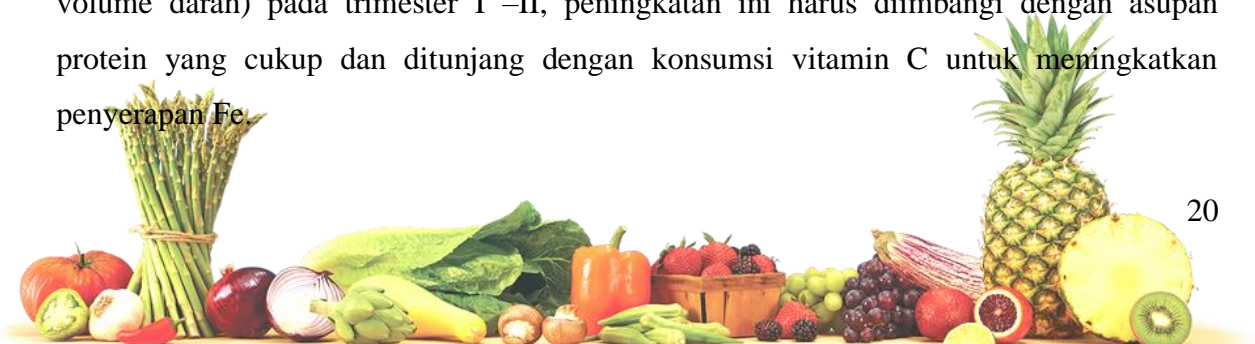 volume darah) pada trimester I –II, peningkatan ini harus diimbangi dengan asupan
protein yang cukup dan ditunjang dengan konsumsi vitamin C untuk meningkatkan
penyerapan Fe.
20